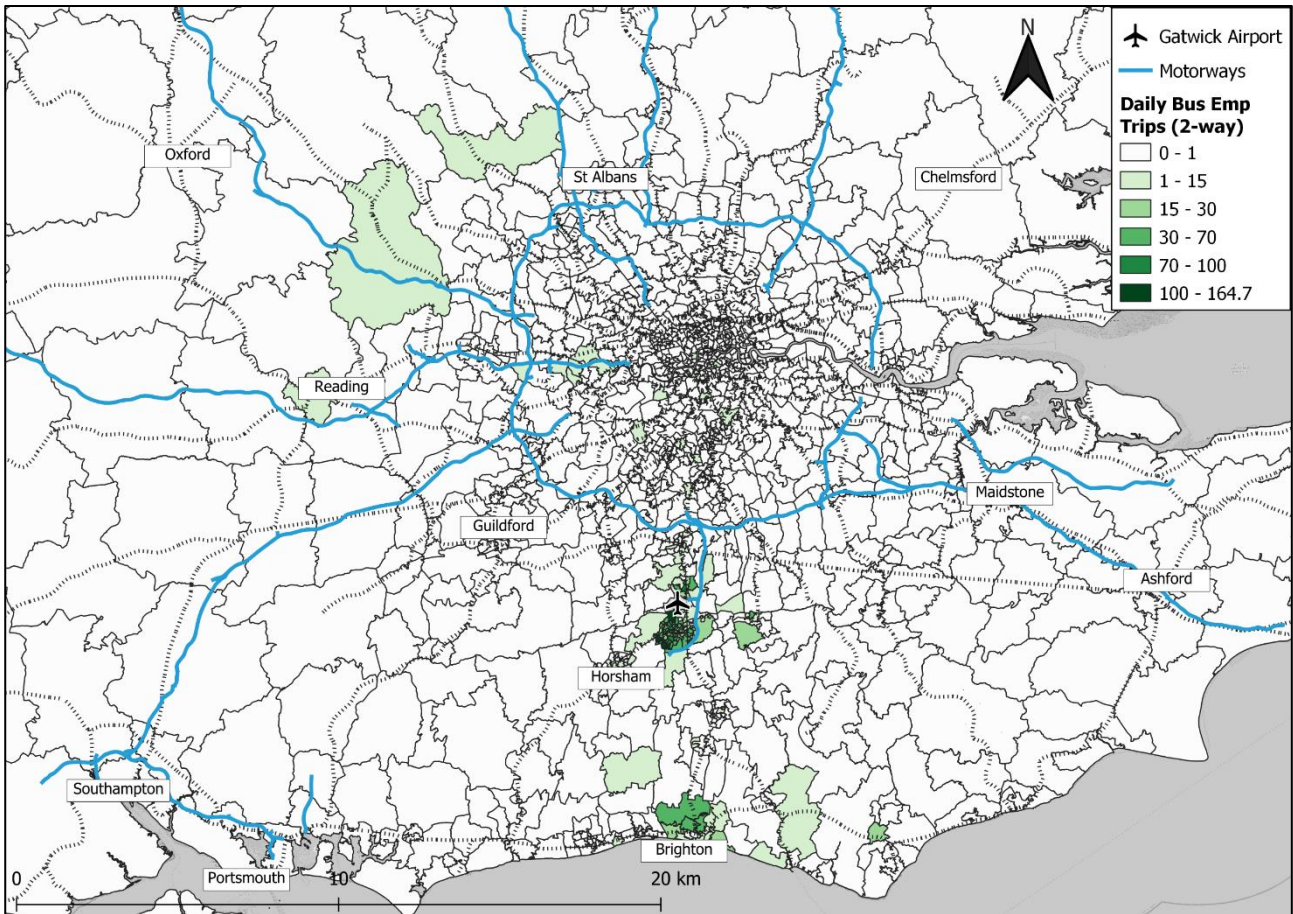 N
Gatwick Airport
Motorways
Daily Bus Emp
Trips (2-way)
0 - 1
1 - 15
15 - 30
30 - 70
70 - 100
100 - 164.7
Oxford
St Albans
Chelmsford
Reading
Maidstone
Guildford
Ashford
Horsham
Southampton
Brighton
Portsmouth
0
10
20 km